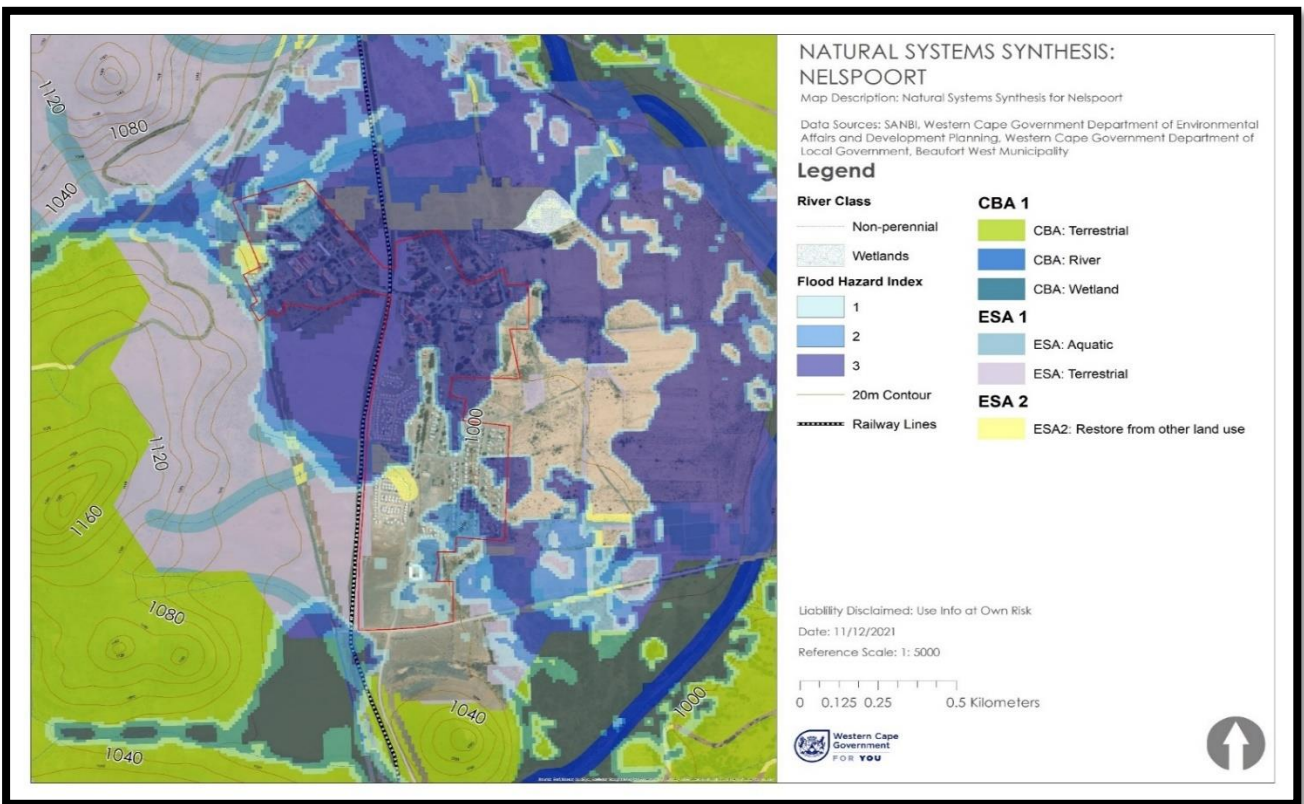 NATURAL SYSTEMS SYNTHESIS:
NELSPOORT
Map Description: Natural Systems Synthesis for Nelspoort
Data Sources: SANBI, Western Cape Government Department of Environmental
Affairs and Development Planning, Western Cape Government Department of
Local Government, Beaufort West Municipality
Legend
River Class
Non-perennial
Wetlands
Flood Hazard Index
1
2
3
20m Contour
Railway Lines
CBA 1
CBA: Terrestrial
CBA: River
CBA: Wetland
ESA 1
ESA: Aquatic
ESA: Terrestrial
ESA 2
ESA2: Restore from other land use
Liability Disclaimed: Use Info at Own Risk
Date: 11/12/2021
Reference Scale: 1: 5000
0 0.125 0.25 0.5 Kilometers
Western Cape
Government
FOR YOU
1120
1080
1040
1000
1120
1160
1080
1040
1000
1040